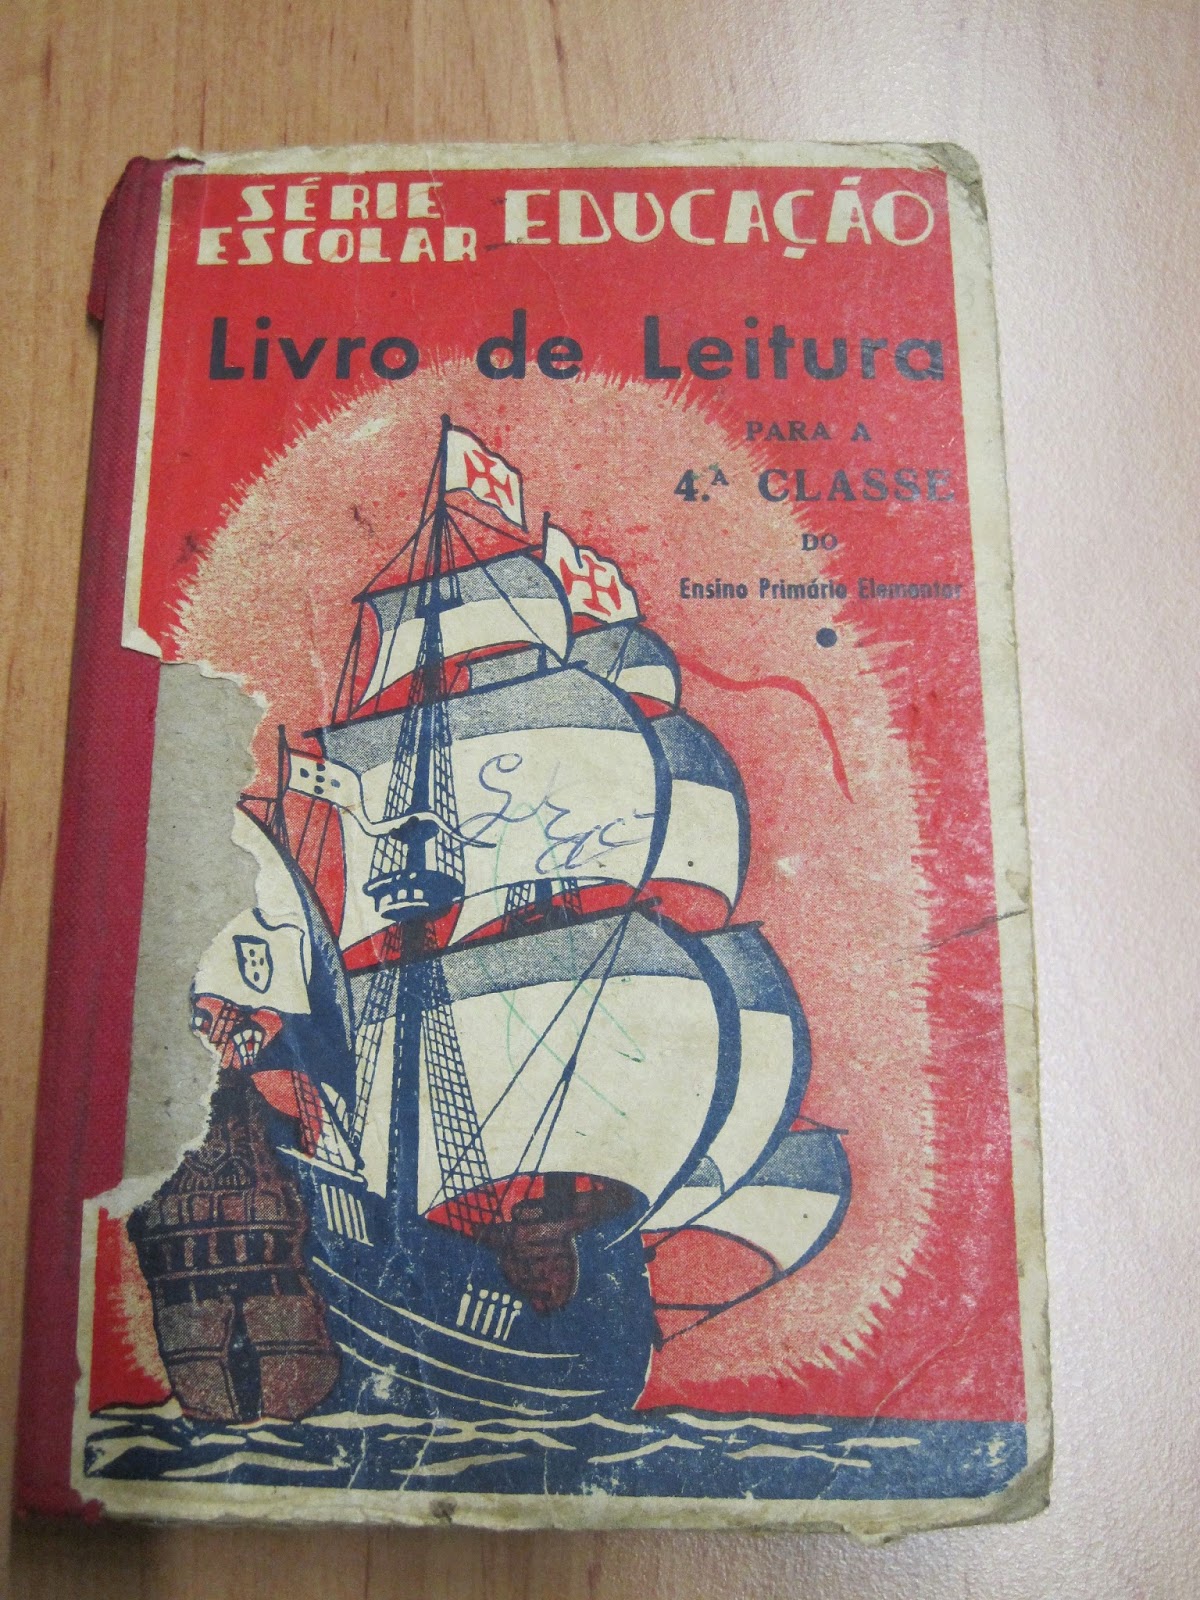 SÉRIE
ESCOLAR
EDUCAÇÃO
Livro de Leitura
PARA A
4.ª CLASSE
DO
Ensino Primário Elementar